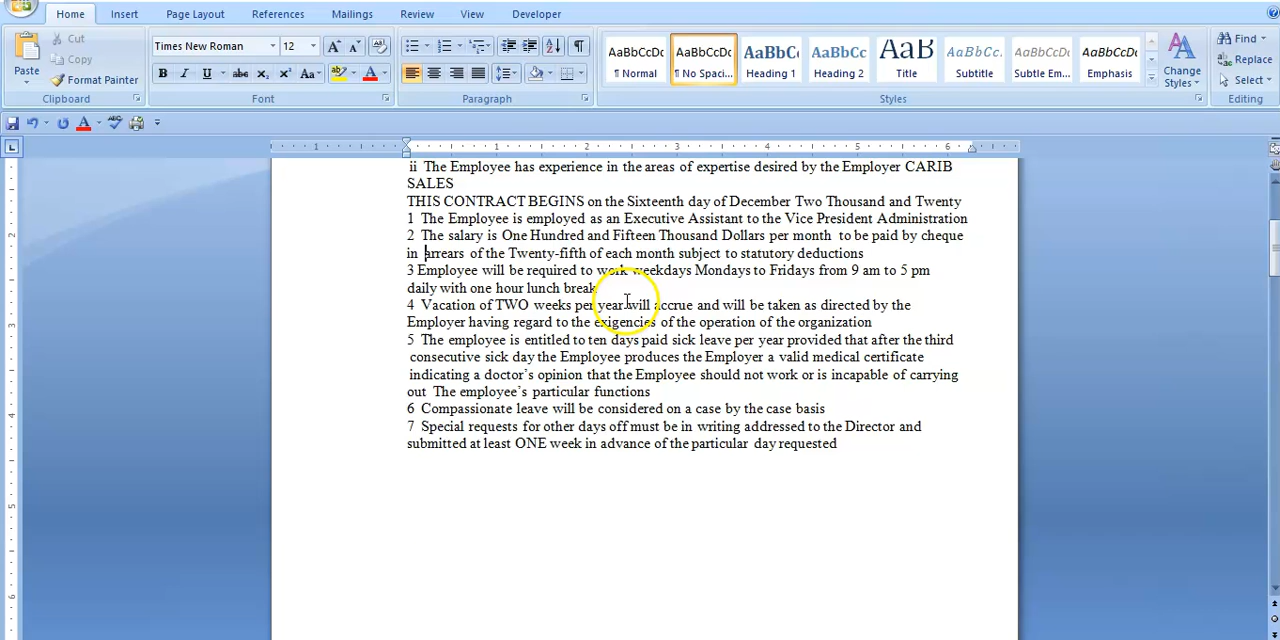 Home Insert Page Layout References Mailings Review View Developer
Cut
Copy
Format Painter
Paste
Times New Roman 12
B I U abc x₂ x² Aa
AaBbCcDc AaBbCcDc AaBbC AaBbCc AaB AaBbCc. AaBbCcDc AaBbCcDc
¶ Normal ¶ No Spaci... Heading 1 Heading 2 Title Subtitle Subtle Em... Emphasis
Change Styles
Find
Replace
Select
Clipboard Font Paragraph Styles Editing
1 1 2 3 4 5 6
ii The Employee has experience in the areas of expertise desired by the Employer CARIB
SALES
THIS CONTRACT BEGINS on the Sixteenth day of December Two Thousand and Twenty
1 The Employee is employed as an Executive Assistant to the Vice President Administration
2 The salary is One Hundred and Fifteen Thousand Dollars per month to be paid by cheque
in arrears of the Twenty-fifth of each month subject to statutory deductions
3 Employee will be required to work weekdays Mondays to Fridays from 9 am to 5 pm
daily with one hour lunch break
4 Vacation of TWO weeks per year will accrue and will be taken as directed by the
Employer having regard to the exigencies of the operation of the organization
5 The employee is entitled to ten days paid sick leave per year provided that after the third
consecutive sick day the Employee produces the Employer a valid medical certificate
indicating a doctor's opinion that the Employee should not work or is incapable of carrying
out The employee's particular functions
6 Compassionate leave will be considered on a case by the case basis
7 Special requests for other days off must be in writing addressed to the Director and
submitted at least ONE week in advance of the particular day requested